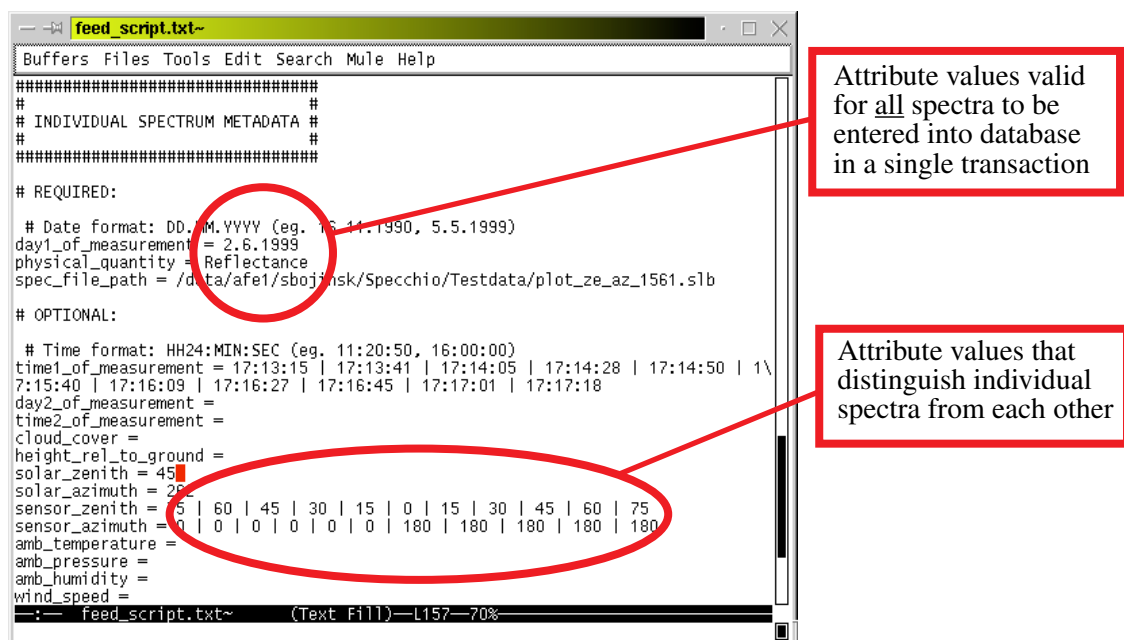 feed_script.txt~
Buffers Files Tools Edit Search Mule Help
################################
# #
# INDIVIDUAL SPECTRUM METADATA #
# #
################################
# REQUIRED:
# Date format: DD.MM.YYYY (eg. 16.11.1990, 5.5.1999)
day1_of_measurement = 2.6.1999
physical_quantity = Reflectance
spec_file_path = /data/afe1/sbojinsk/Specchio/Testdata/plot_ze_az_1561.slb
# OPTIONAL:
# Time format: HH24:MIN:SEC (eg. 11:20:50, 16:00:00)
time1_of_measurement = 17:13:15 | 17:13:41 | 17:14:05 | 17:14:28 | 17:14:50 | 1\
7:15:40 | 17:16:09 | 17:16:27 | 17:16:45 | 17:17:01 | 17:17:18
day2_of_measurement =
time2_of_measurement =
cloud_cover =
height_rel_to_ground =
solar_zenith = 45
solar_azimuth =
sensor_zenith = 75 | 60 | 45 | 30 | 15 | 0 | 15 | 30 | 45 | 60 | 75
sensor_azimuth = 0 | 0 | 0 | 0 | 0 | 0 | 180 | 180 | 180 | 180 | 180
amb_temperature =
amb_pressure =
amb_humidity =
wind_speed =
—:— feed_script.txt~ (Text Fill)—L157—70%
Attribute values valid
for all spectra to be
entered into database
in a single transaction
Attribute values that
distinguish individual
spectra from each other